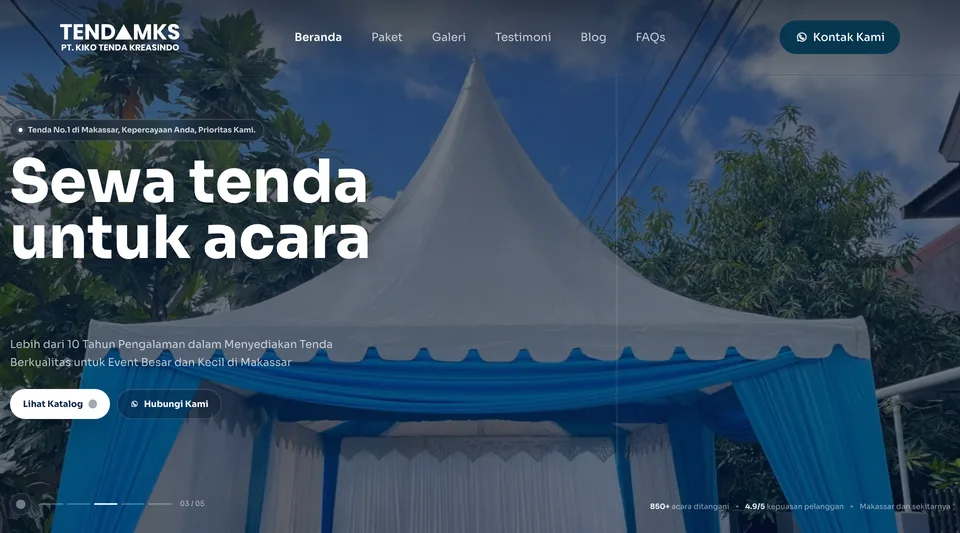 TENDAMKS
PT. KIKO TENDA KREASINDO
Beranda
Paket
Galeri
Testimoni
Blog
FAQs
Kontak Kami
Tenda No.1 di Makassar, Kepercayaan Anda, Prioritas Kami.
Sewa tenda
untuk acara
Lebih dari 10 Tahun Pengalaman dalam Menyediakan Tenda
Berkualitas untuk Event Besar dan Kecil di Makassar
Lihat Katalog
Hubungi Kami
03 / 05
850+ acara ditangani • 4.9/5 kepuasan pelanggan • Makassar dan sekitarnya